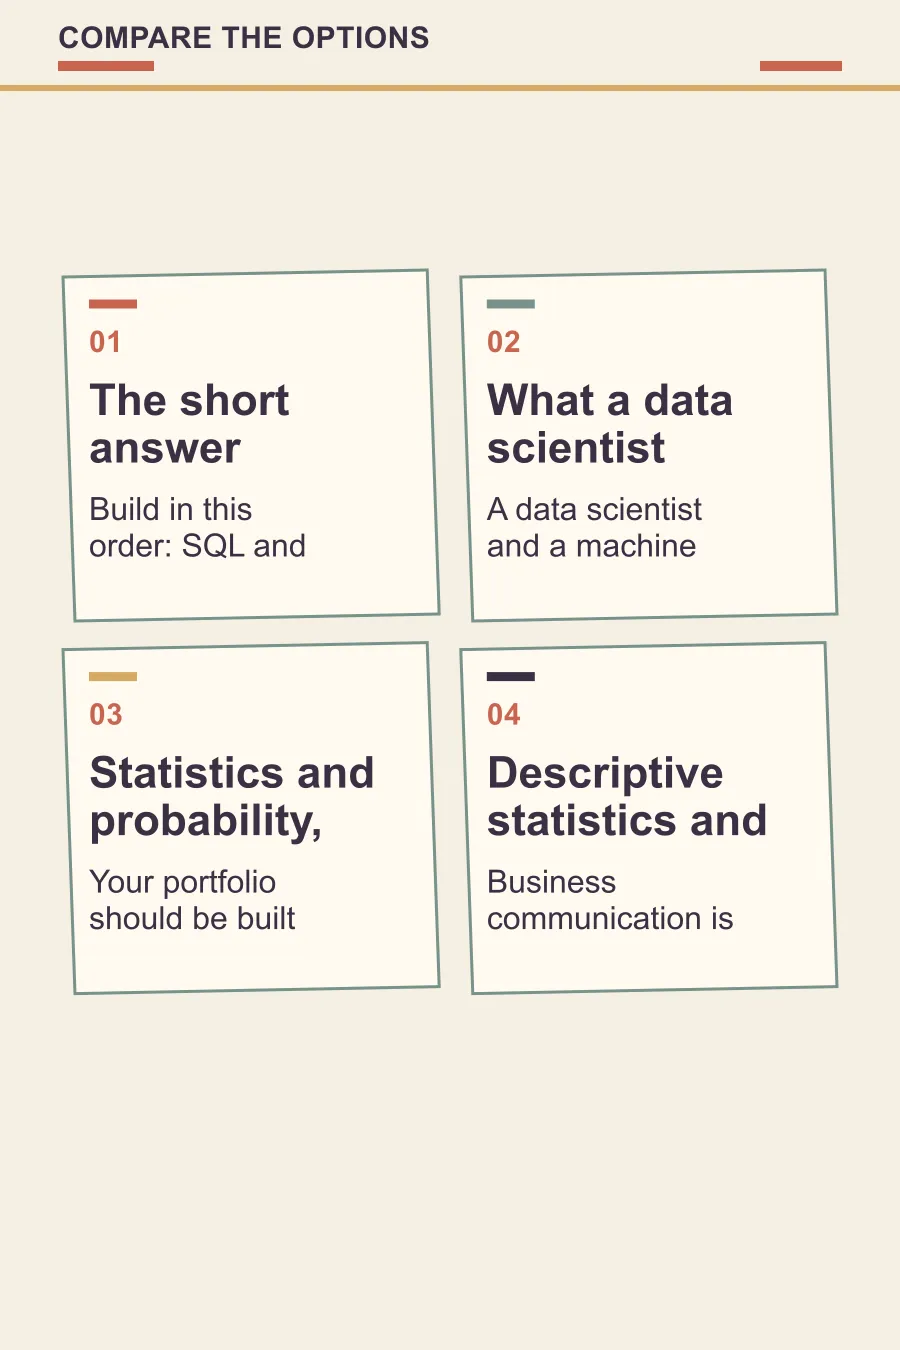 COMPARE THE OPTIONS
01
The short
answer
Build in this
order: SQL and
02
What a data
scientist
A data scientist
and a machine
03
Statistics and
probability,
Your portfolio
should be built
04
Descriptive
statistics and
Business
communication is